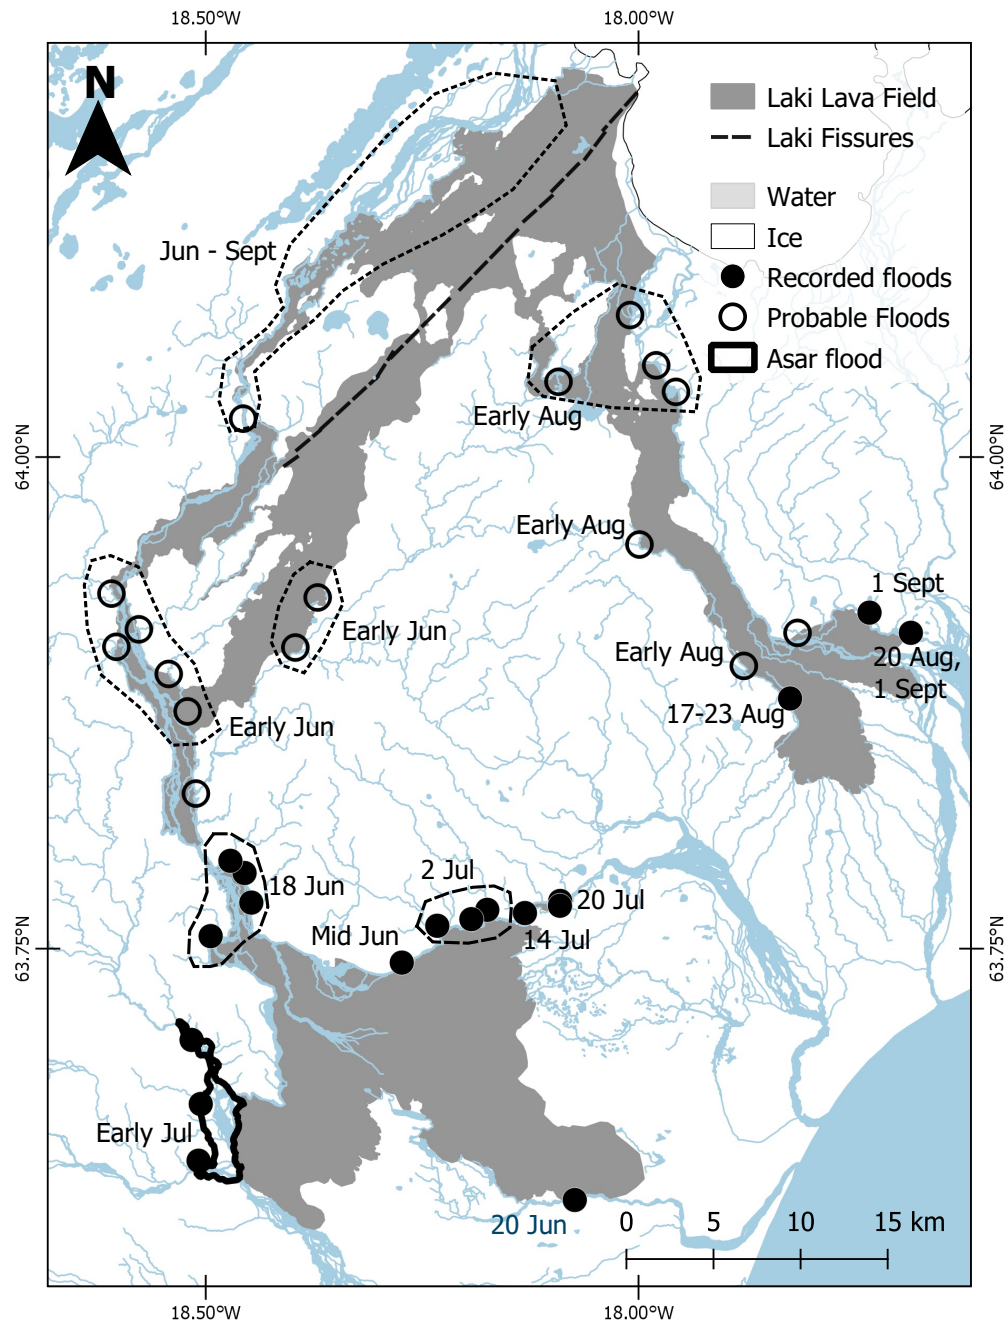 18.50°W
18.00°W
N
Laki Lava Field
Laki Fissures
Water
Ice
Recorded floods
Probable Floods
Asar flood
Jun - Sept
Early Aug
64.00°N
64.00°N
Early Aug
1 Sept
Early Jun
Early Aug
20 Aug,
1 Sept
17-23 Aug
Early Jun
2 Jul
18 Jun
20 Jul
Mid Jun
14 Jul
63.75°N
63.75°N
Early Jul
20 Jun
0 5 10 15 km
18.50°W
18.00°W